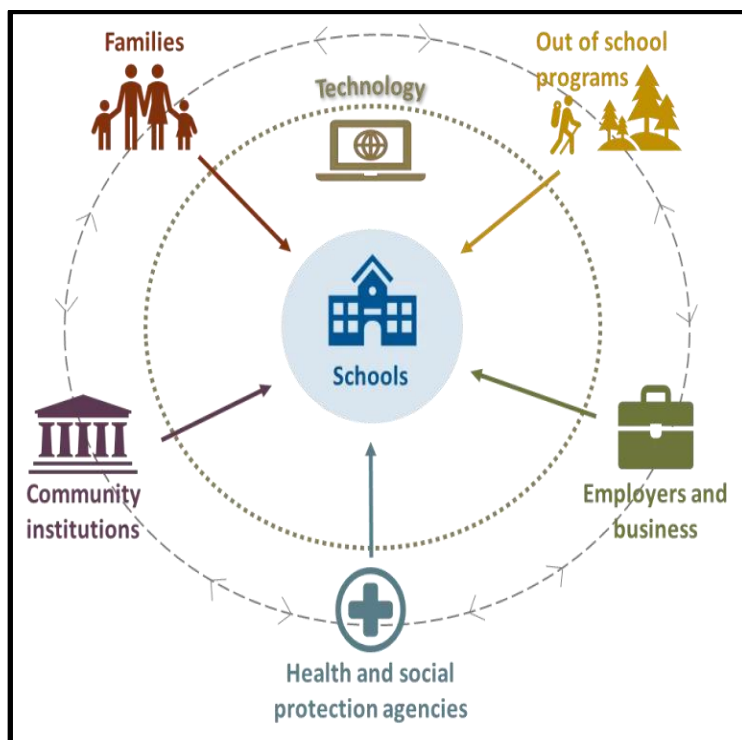 Families
Out of school
programs
Technology
Schools
Community
institutions
Employers and
business
Health and social
protection agencies